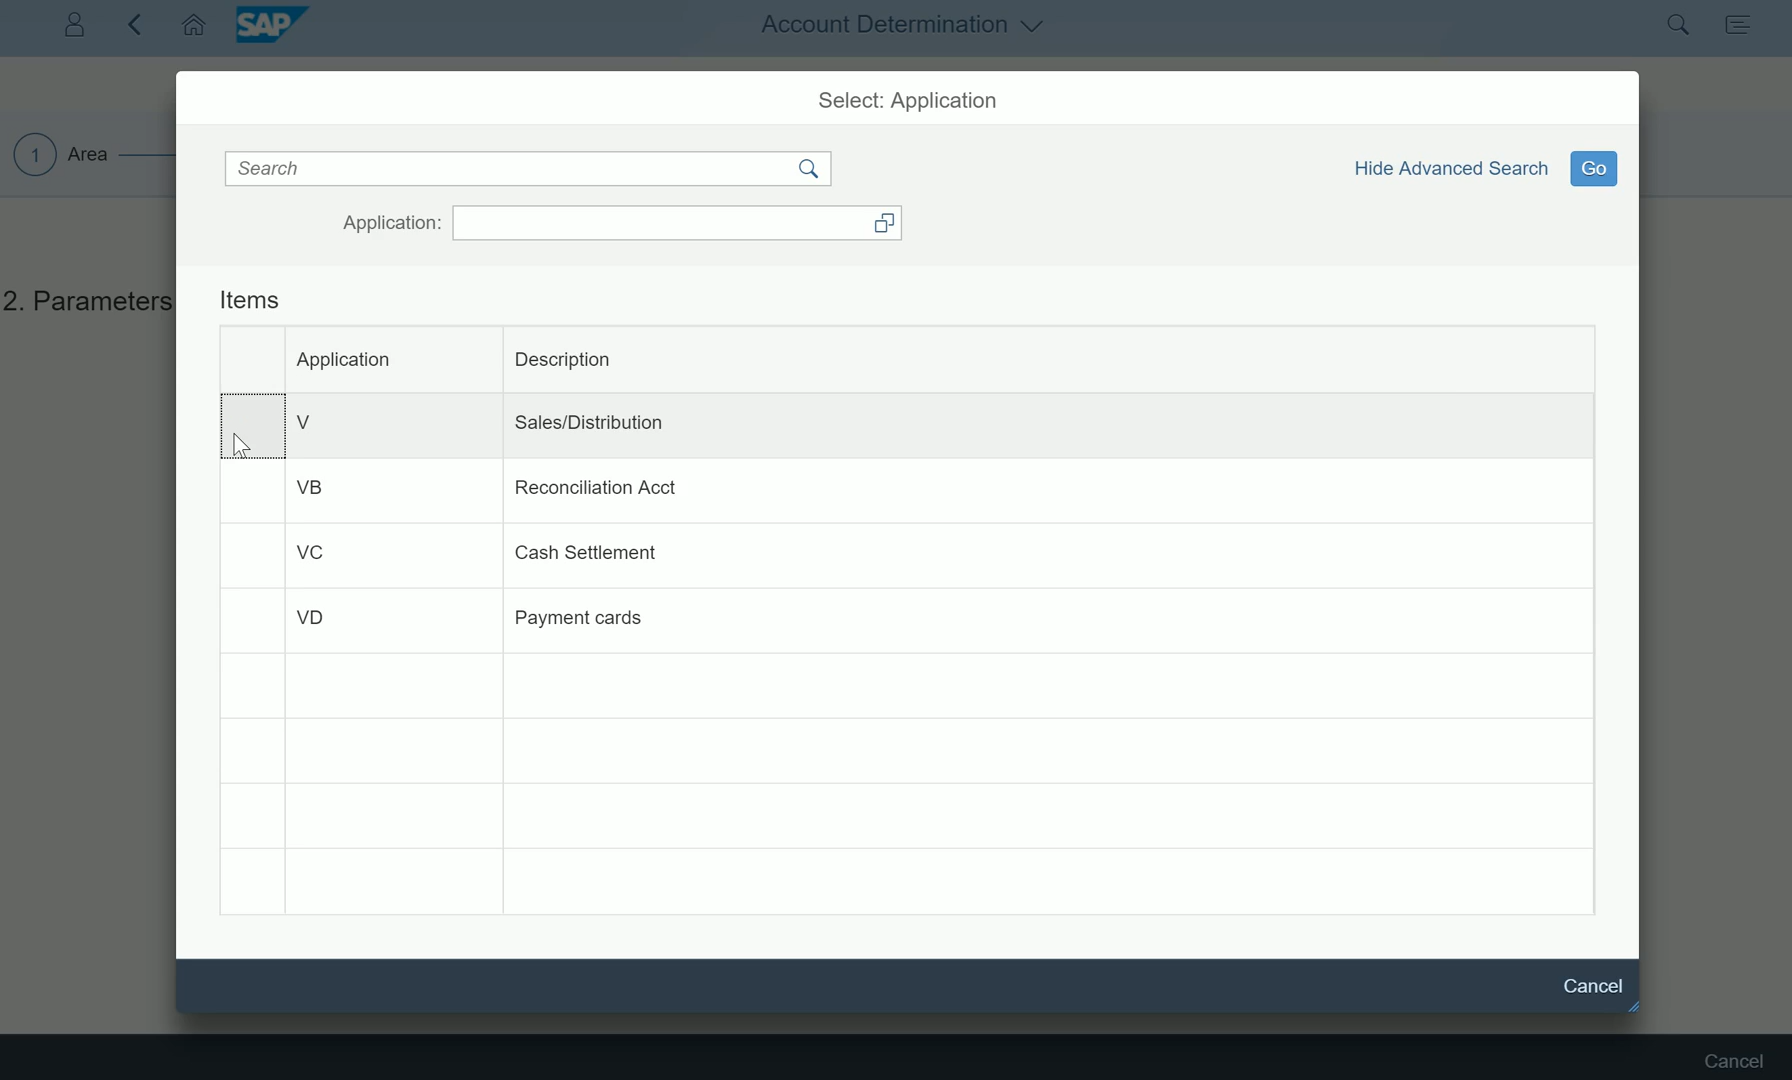 SAP
Account Determination
Select: Application
1 Area
Search
Hide Advanced Search
Go
Application:
2. Parameters
Items
Application Description
V Sales/Distribution
VB Reconciliation Acct
VC Cash Settlement
VD Payment cards
Cancel
Cancel